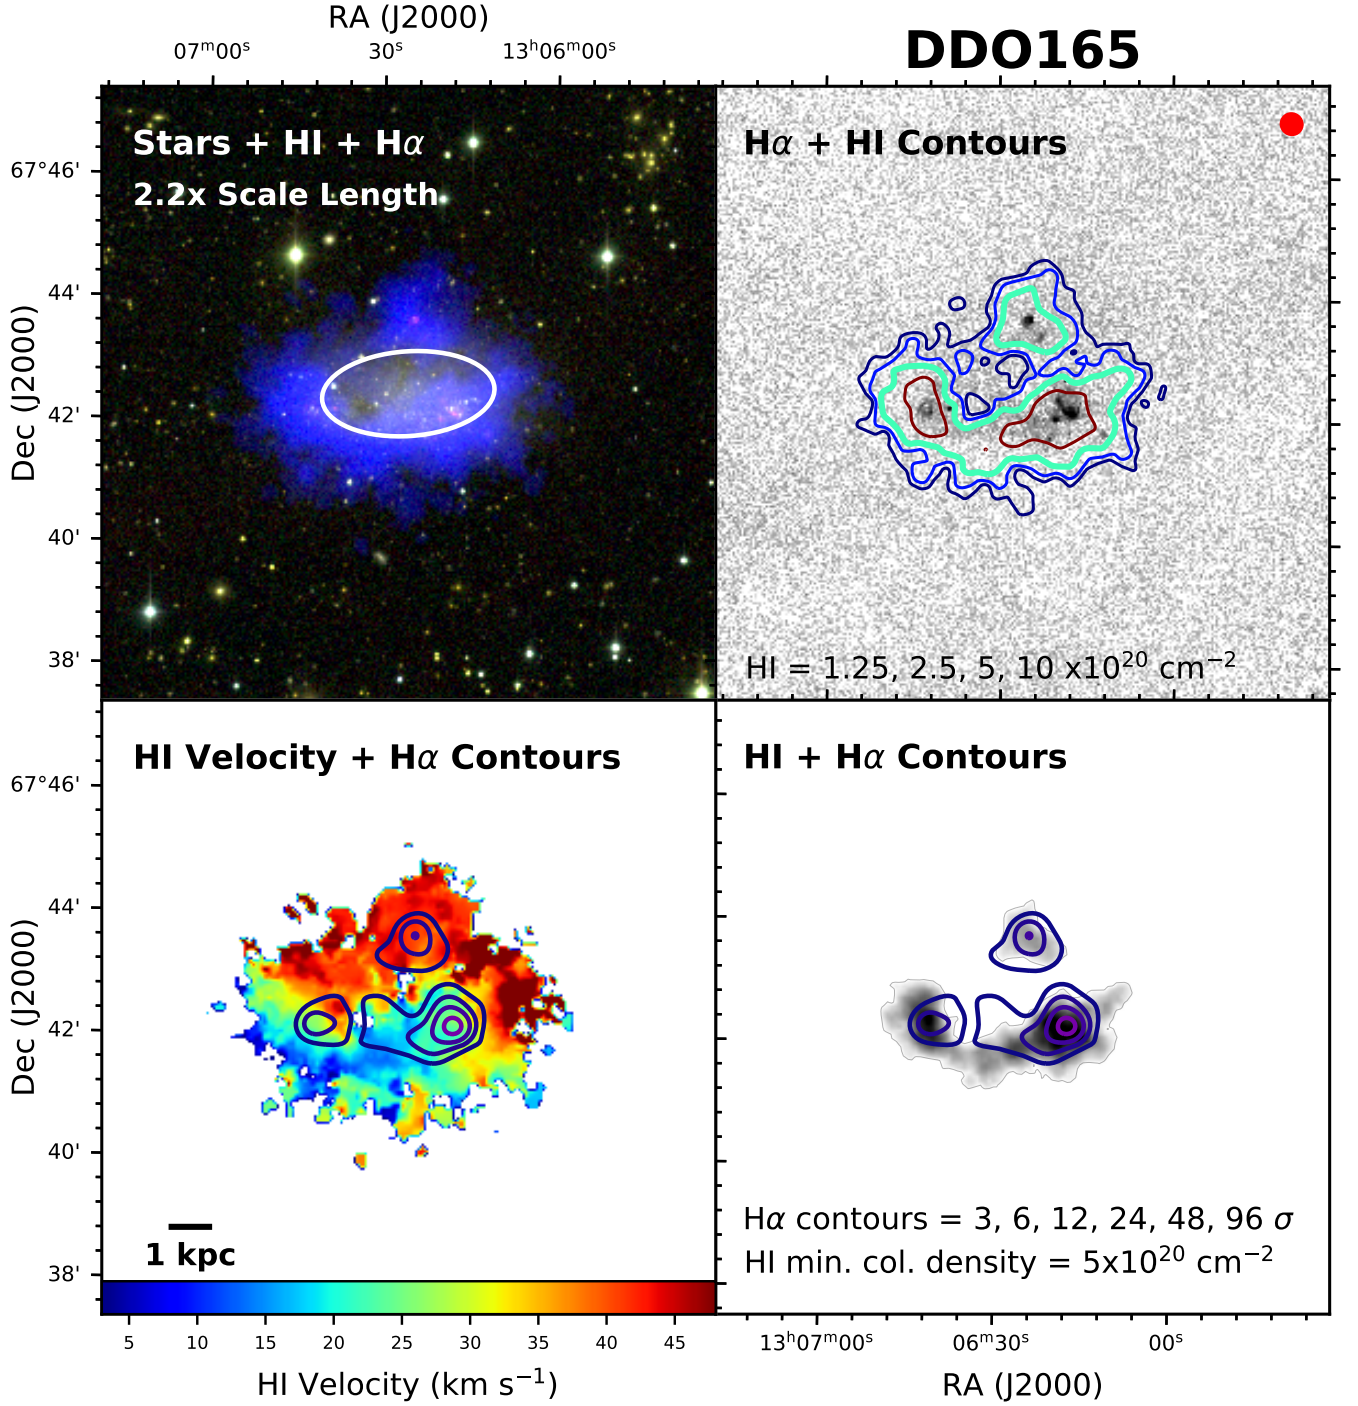 RA (J2000)
07ᵐ00ˢ 30ˢ 13ʰ06ᵐ00ˢ
DDO165
Stars + HI + Hα
2.2x Scale Length
Hα + HI Contours
67°46'
44'
42'
40'
38'
Dec (J2000)
HI = 1.25, 2.5, 5, 10 x10²⁰ cm⁻²
HI Velocity + Hα Contours
HI + Hα Contours
67°46'
44'
42'
40'
38'
Dec (J2000)
1 kpc
Hα contours = 3, 6, 12, 24, 48, 96 σ
HI min. col. density = 5x10²⁰ cm⁻²
5 10 15 20 25 30 35 40 45
HI Velocity (km s⁻¹)
13ʰ07ᵐ00ˢ 06ᵐ30ˢ 00ˢ
RA (J2000)